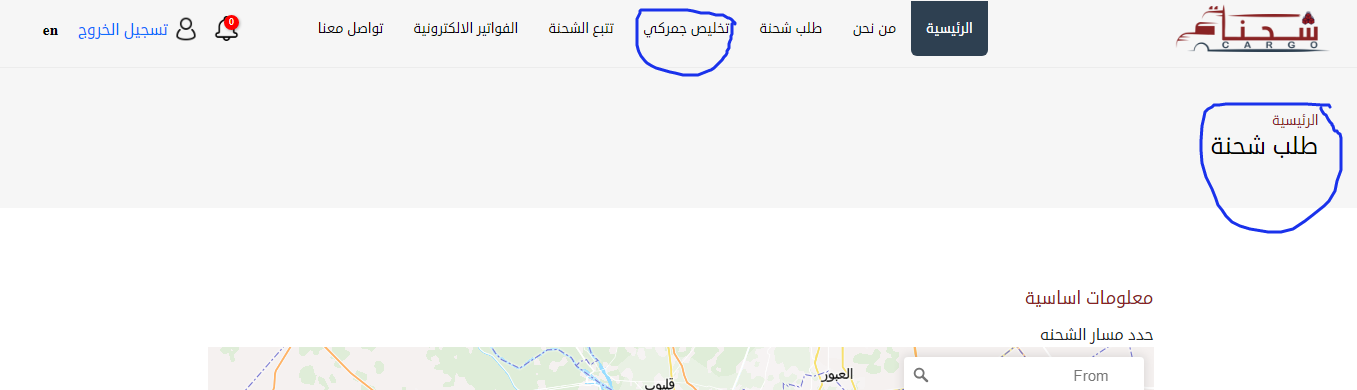 شحنة
CARGO
الرئيسية
من نحن
طلب شحنة
تخليص جمركي
تتبع الشحنة
الفواتير الالكترونية
تواصل معنا
0
تسجيل الخروج
en
الرئيسية
طلب شحنة
معلومات اساسية
حدد مسار الشحنه
العبور
قليوب
From